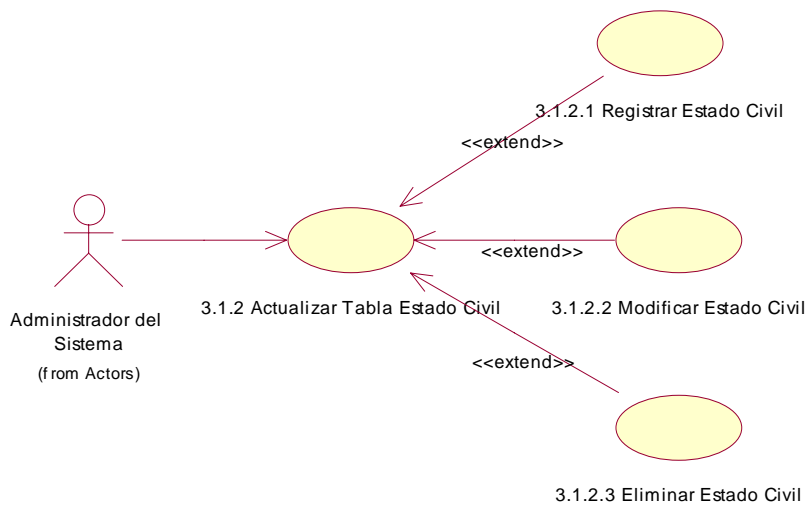 3.1.2.1 Registrar Estado Civil
<<extend>>
<<extend>>
3.1.2 Actualizar Tabla Estado Civil
3.1.2.2 Modificar Estado Civil
Administrador del
Sistema
(from Actors)
<<extend>>
3.1.2.3 Eliminar Estado Civil